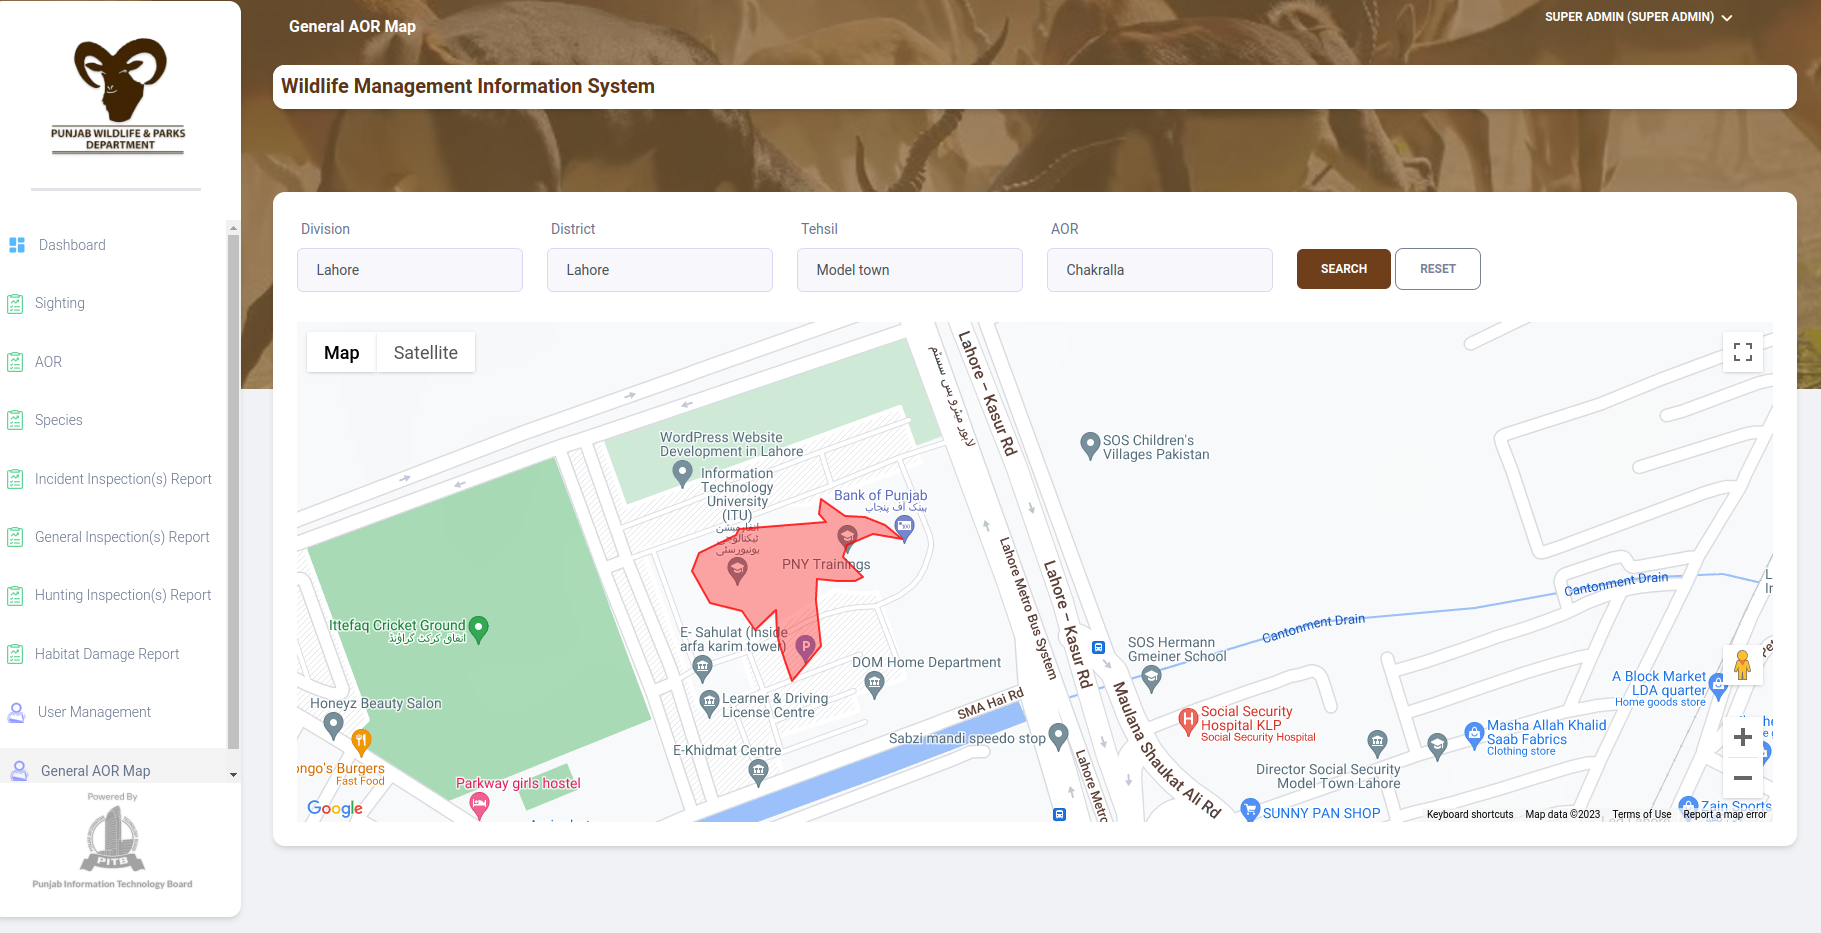 PUNJAB WILDLIFE & PARKS
DEPARTMENT
Dashboard
Sighting
AOR
Species
Incident Inspection(s) Report
General Inspection(s) Report
Hunting Inspection(s) Report
Habitat Damage Report
User Management
General AOR Map
Powered By
PITB
Punjab Information Technology Board
General AOR Map
SUPER ADMIN (SUPER ADMIN)
Wildlife Management Information System
Division
District
Tehsil
AOR
Lahore
Lahore
Model town
Chakralla
SEARCH
RESET
Map
Satellite
Lahore – Kasur Rd
لاہور میٹرو بس سسٹم
WordPress Website
Development in Lahore
Information
Technology
University
(ITU)
انفارمیشن
ٹیکنالوجی
یونیورسٹی
Bank of Punjab
بینک آف پنجاب
PNY Trainings
SOS Children's
Villages Pakistan
Lahore Metro Bus System
Lahore – Kasur Rd
Cantonment Drain
Cantonment Drain
Ittefaq Cricket Ground
اتفاق کرکٹ گراؤنڈ
E- Sahulat (Inside
arfa karim tower)
P
DOM Home Department
SOS Hermann
Gmeiner School
Learner & Driving
License Centre
SMA Hai Rd
Maulana Shaukat Ali Rd
Honeyz Beauty Salon
A Block Market
LDA quarter
Home goods store
H
Social Security
Hospital KLP
Social Security Hospital
Masha Allah Khalid
Saab Fabrics
Clothing store
Sabzi mandi speedo stop
E-Khidmat Centre
ongo's Burgers
Fast Food
Parkway girls hostel
Lahore Metro
Director Social Security
Model Town Lahore
SUNNY PAN SHOP
Zain Sports
Google
Keyboard shortcuts
Map data ©2023
Terms of Use
Report a map error